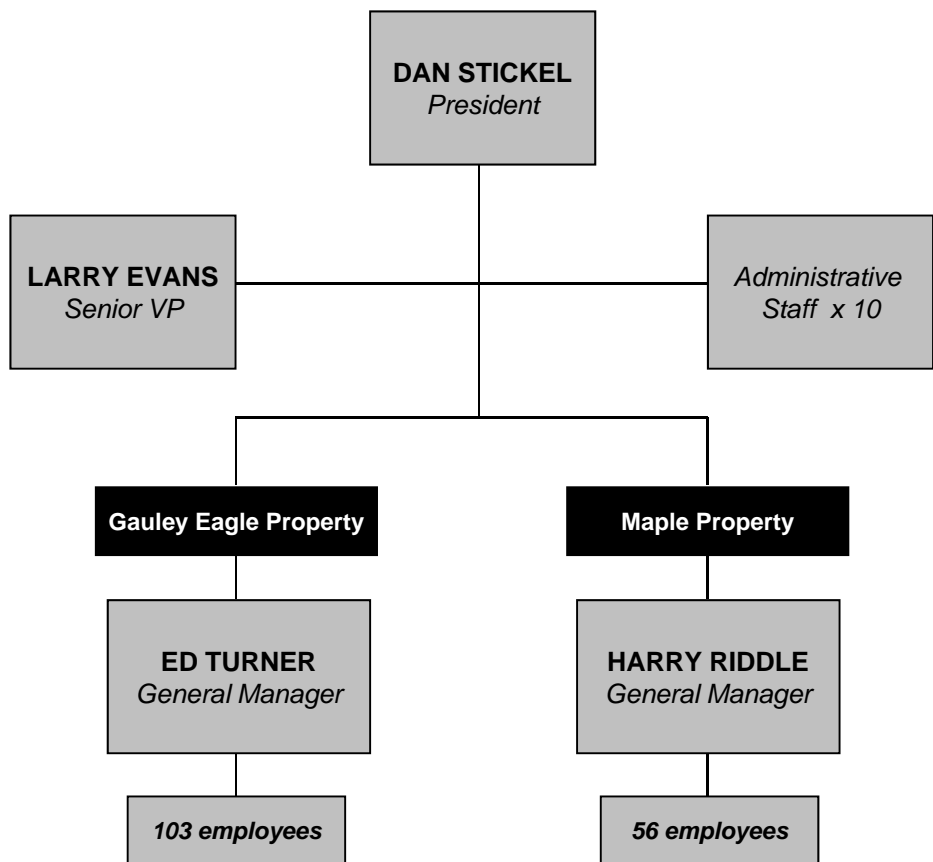 DAN STICKEL
President
LARRY EVANS
Senior VP
Administrative
Staff x 10
Gauley Eagle Property
Maple Property
ED TURNER
General Manager
HARRY RIDDLE
General Manager
103 employees
56 employees